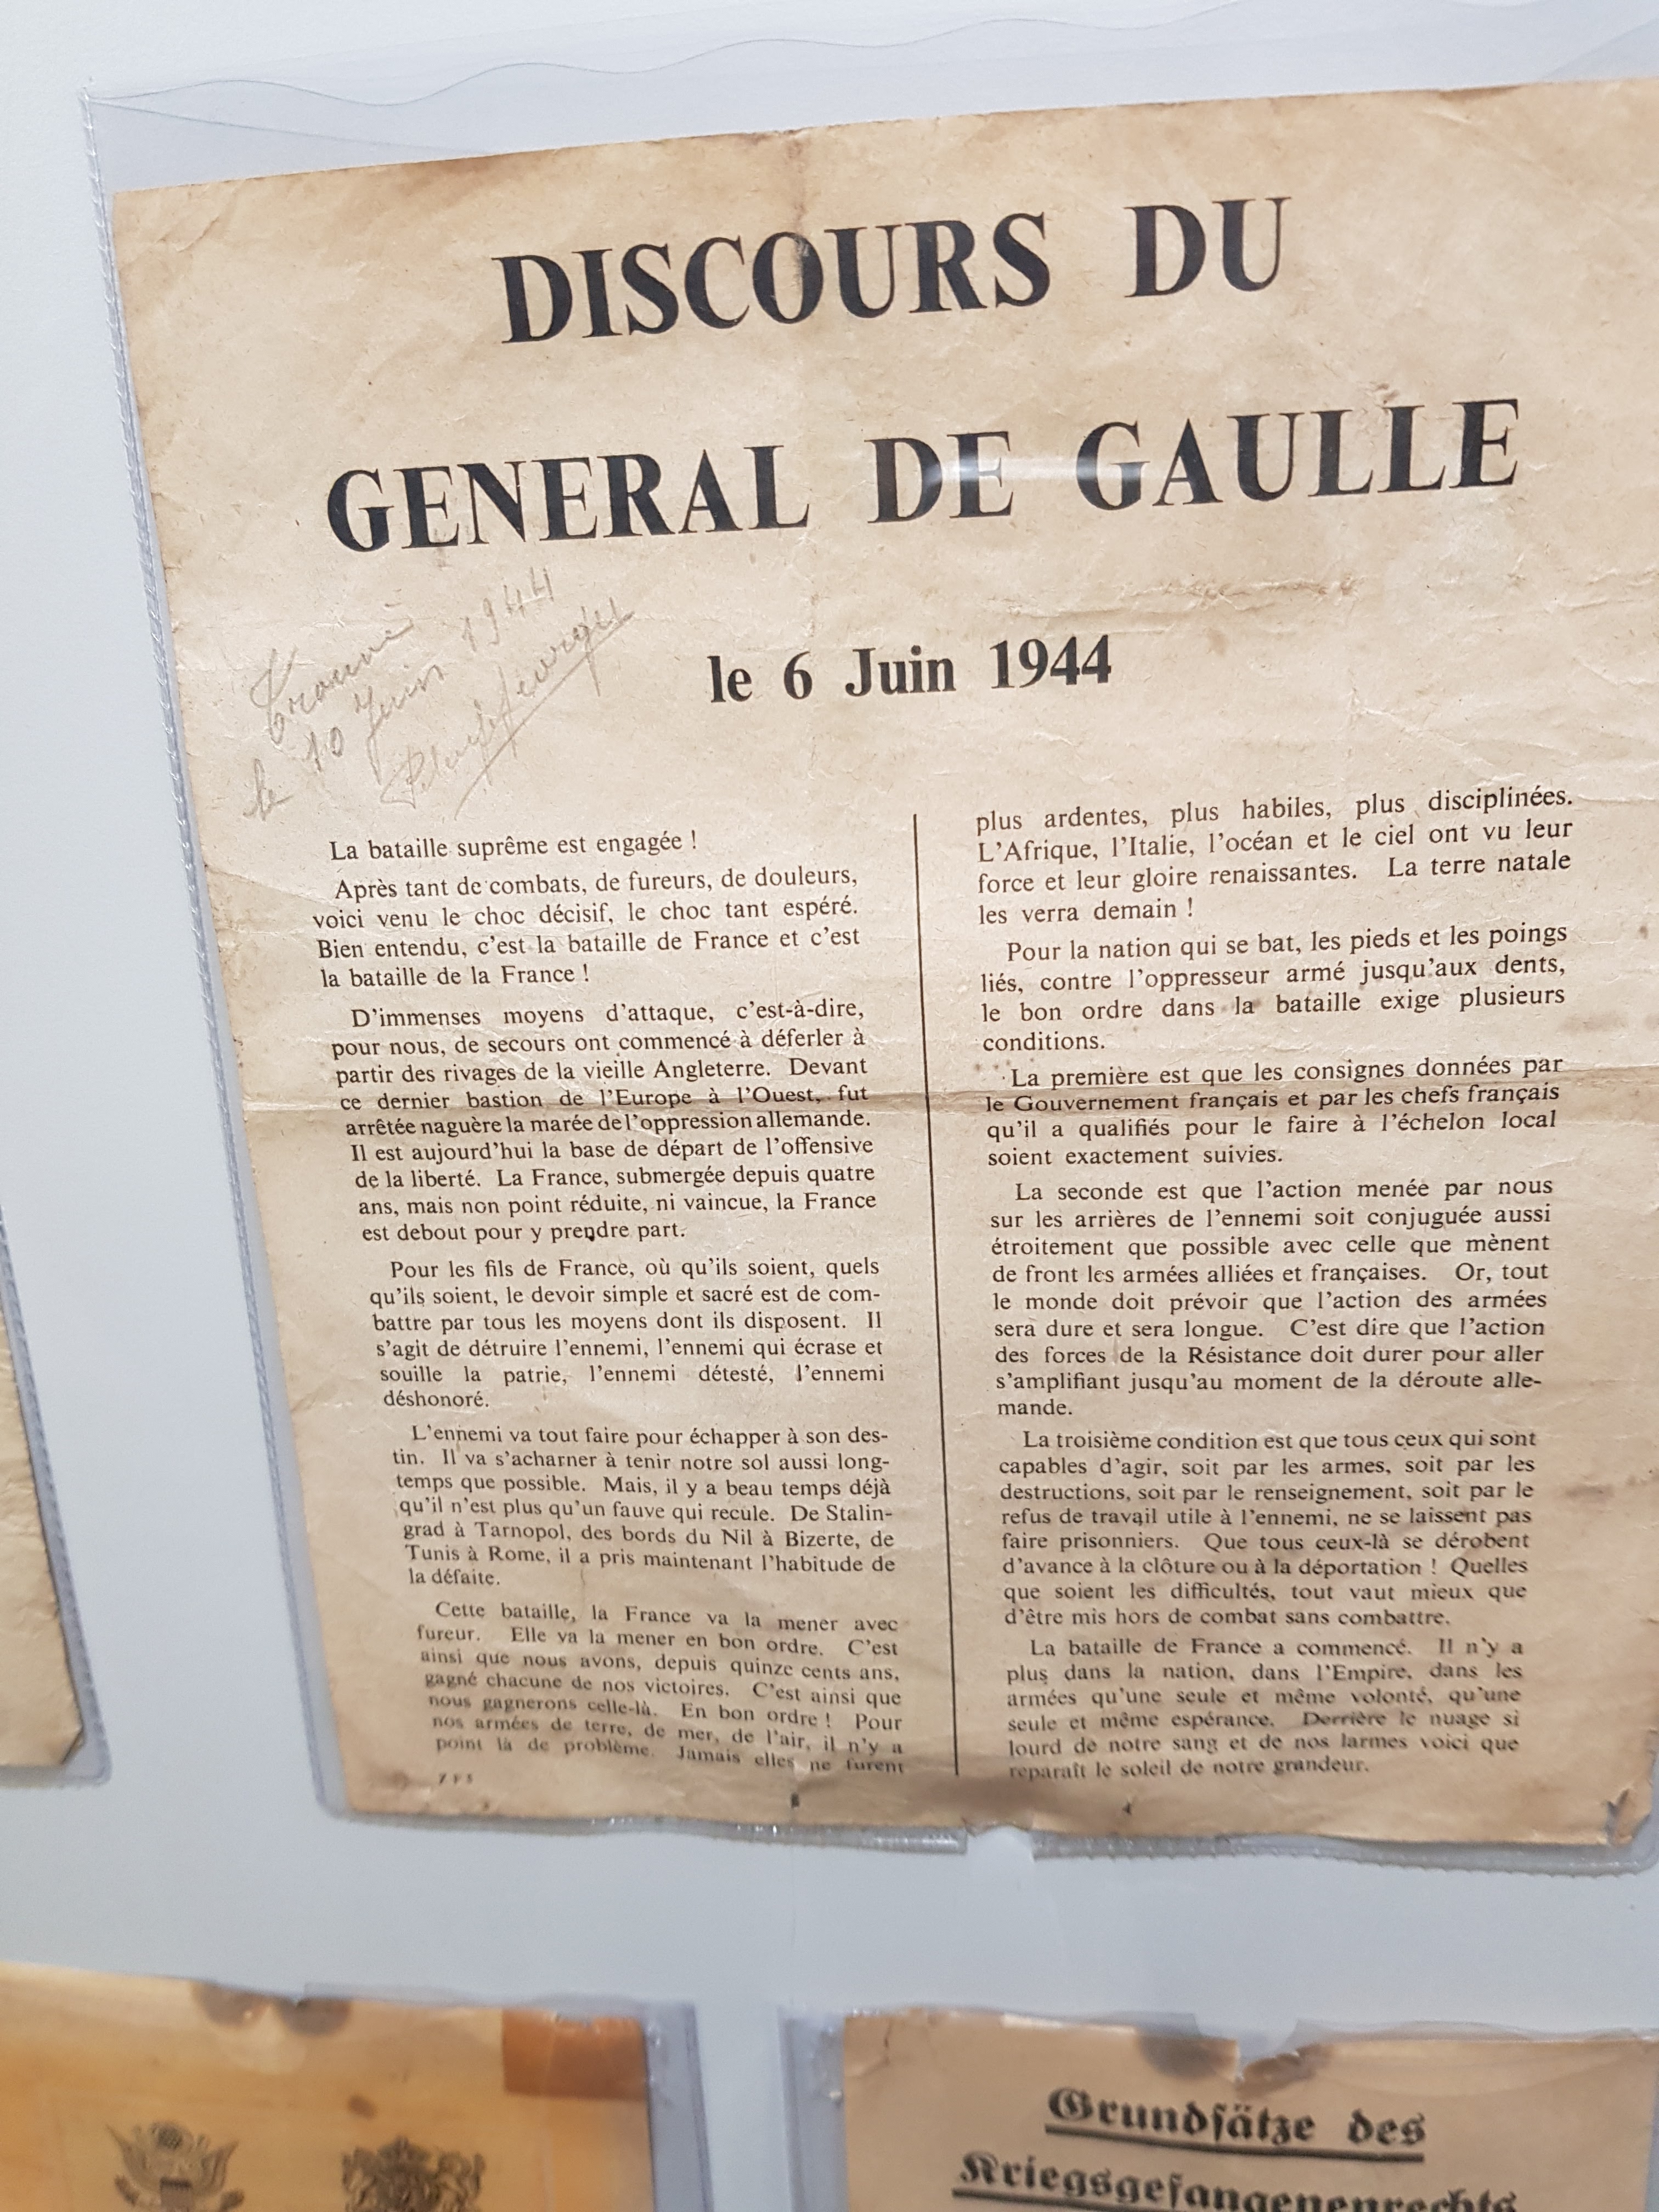 DISCOURS DU
GENERAL DE GAULLE
le 6 Juin 1944
Trouvé
le 10 Juin 1944
La bataille suprême est engagée !
Après tant de combats, de fureurs, de douleurs,
voici venu le choc décisif, le choc tant espéré.
Bien entendu, c'est la bataille de France et c'est
la bataille de la France !
D'immenses moyens d'attaque, c'est-à-dire,
pour nous, de secours ont commencé à déferler à
partir des rivages de la vieille Angleterre. Devant
ce dernier bastion de l'Europe à l'Ouest, fut
arrêtée naguère la marée de l'oppression allemande.
Il est aujourd'hui la base de départ de l'offensive
de la liberté. La France, submergée depuis quatre
ans, mais non point réduite, ni vaincue, la France
est debout pour y prendre part.
Pour les fils de France, où qu'ils soient, quels
qu'ils soient, le devoir simple et sacré est de com-
battre par tous les moyens dont ils disposent. Il
s'agit de détruire l'ennemi, l'ennemi qui écrase et
souille la patrie, l'ennemi détesté, l'ennemi
déshonoré.
L'ennemi va tout faire pour échapper à son des-
tin. Il va s'acharner à tenir notre sol aussi long-
temps que possible. Mais, il y a beau temps déjà
qu'il n'est plus qu'un fauve qui recule. De Stalin-
grad à Tarnopol, des bords du Nil à Bizerte, de
Tunis à Rome, il a pris maintenant l'habitude de
la défaite.
Cette bataille, la France va la mener avec
fureur. Elle va la mener en bon ordre. C'est
ainsi que nous avons, depuis quinze cents ans,
gagné chacune de nos victoires. C'est ainsi que
nous gagnerons celle-là. En bon ordre ! Pour
nos armées de terre, de mer, de l'air, il n'y a
point là de problème. Jamais elles ne furent
plus ardentes, plus habiles, plus disciplinées.
L'Afrique, l'Italie, l'océan et le ciel ont vu leur
force et leur gloire renaissantes. La terre natale
les verra demain !
Pour la nation qui se bat, les pieds et les poings
liés, contre l'oppresseur armé jusqu'aux dents,
le bon ordre dans la bataille exige plusieurs
conditions.
La première est que les consignes données par
le Gouvernement français et par les chefs français
qu'il a qualifiés pour le faire à l'échelon local
soient exactement suivies.
La seconde est que l'action menée par nous
sur les arrières de l'ennemi soit conjuguée aussi
étroitement que possible avec celle que mènent
de front les armées alliées et françaises. Or, tout
le monde doit prévoir que l'action des armées
sera dure et sera longue. C'est dire que l'action
des forces de la Résistance doit durer pour aller
s'amplifiant jusqu'au moment de la déroute alle-
mande.
La troisième condition est que tous ceux qui sont
capables d'agir, soit par les armes, soit par les
destructions, soit par le renseignement, soit par le
refus de travail utile à l'ennemi, ne se laissent pas
faire prisonniers. Que tous ceux-là se dérobent
d'avance à la clôture ou à la déportation ! Quelles
que soient les difficultés, tout vaut mieux que
d'être mis hors de combat sans combattre.
La bataille de France a commencé. Il n'y a
plus dans la nation, dans l'Empire, dans les
armées qu'une seule et même volonté, qu'une
seule et même espérance. Derrière le nuage si
lourd de notre sang et de nos larmes voici que
reparaît le soleil de notre grandeur.
Grundsätze des
Kriegsgefangenenrechts